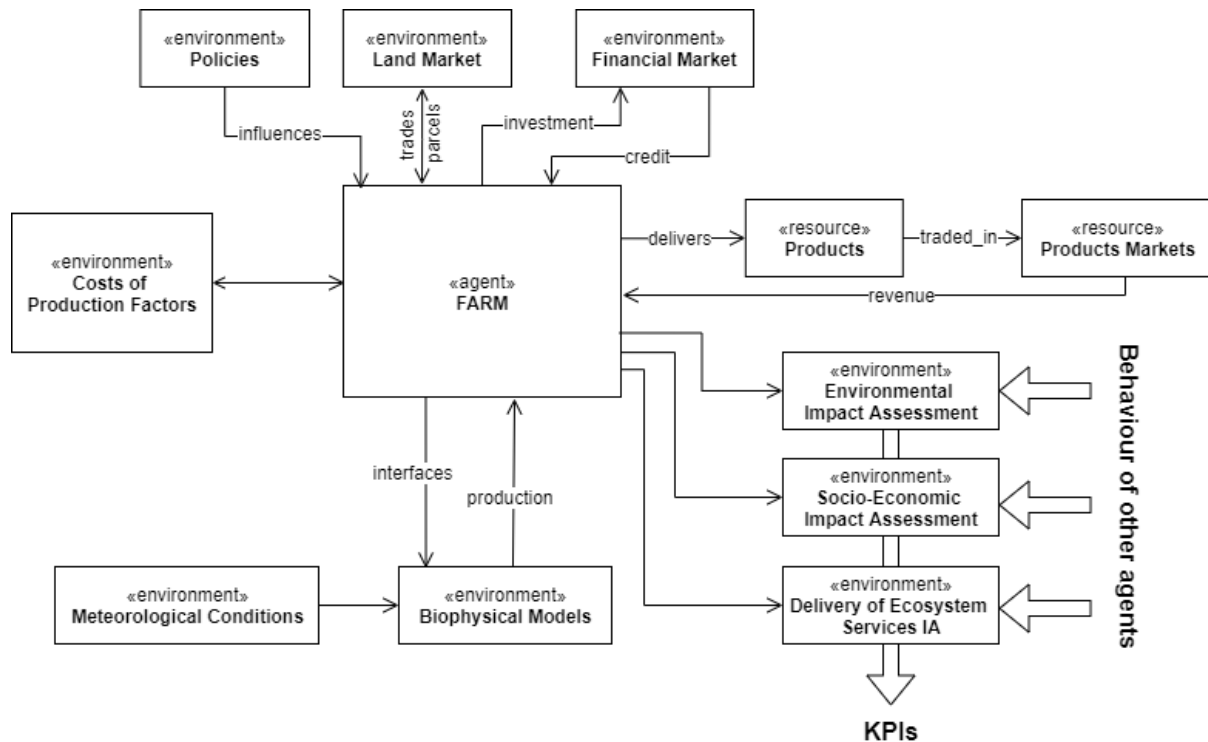 «environment»
Policies
«environment»
Land Market
«environment»
Financial Market
influences
trades
parcels
investment
credit
«environment»
Costs of
Production Factors
«agent»
FARM
delivers
«resource»
Products
traded_in
«resource»
Products Markets
revenue
«environment»
Environmental
Impact Assessment
«environment»
Socio-Economic
Impact Assessment
«environment»
Delivery of Ecosystem
Services IA
Behaviour of other agents
interfaces
production
«environment»
Meteorological Conditions
«environment»
Biophysical Models
KPIs